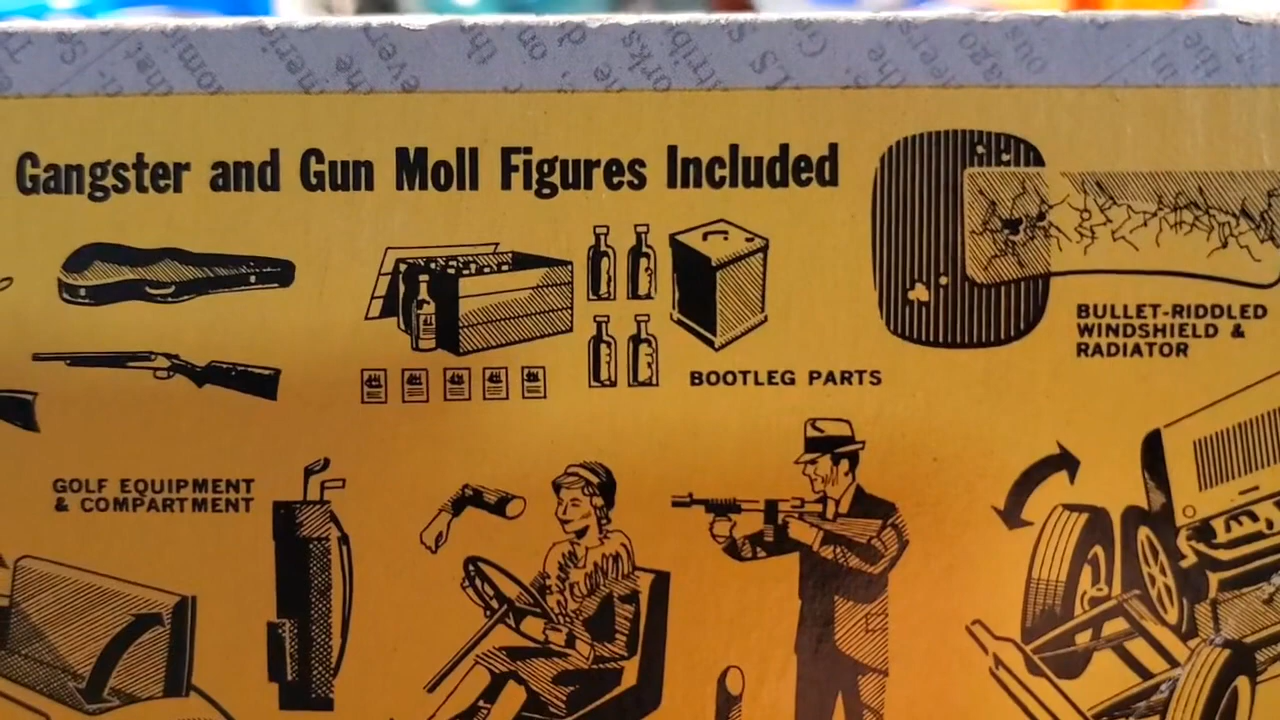 Gangster and Gun Moll Figures Included
BOOTLEG PARTS
BULLET-RIDDLED
WINDSHIELD &
RADIATOR
GOLF EQUIPMENT
& COMPARTMENT